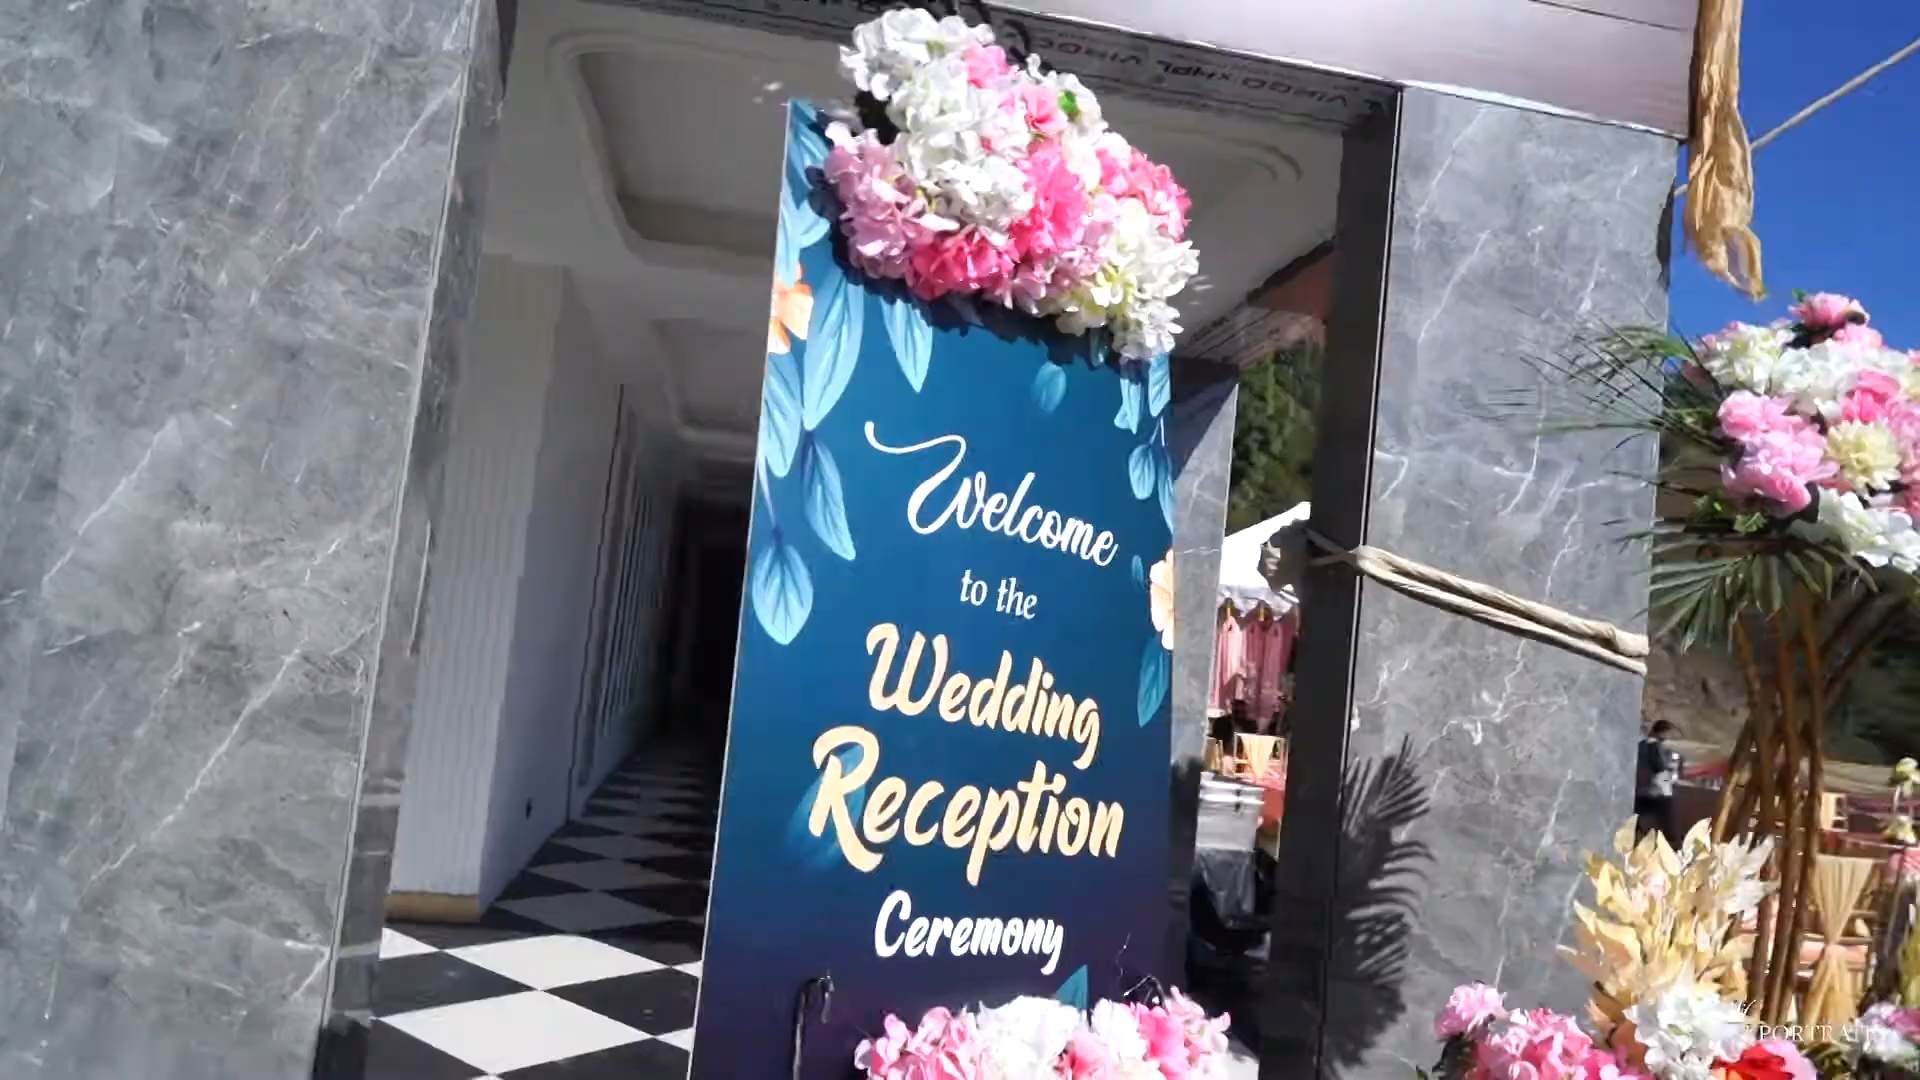 Welcome
to the
Wedding
Reception
Ceremony